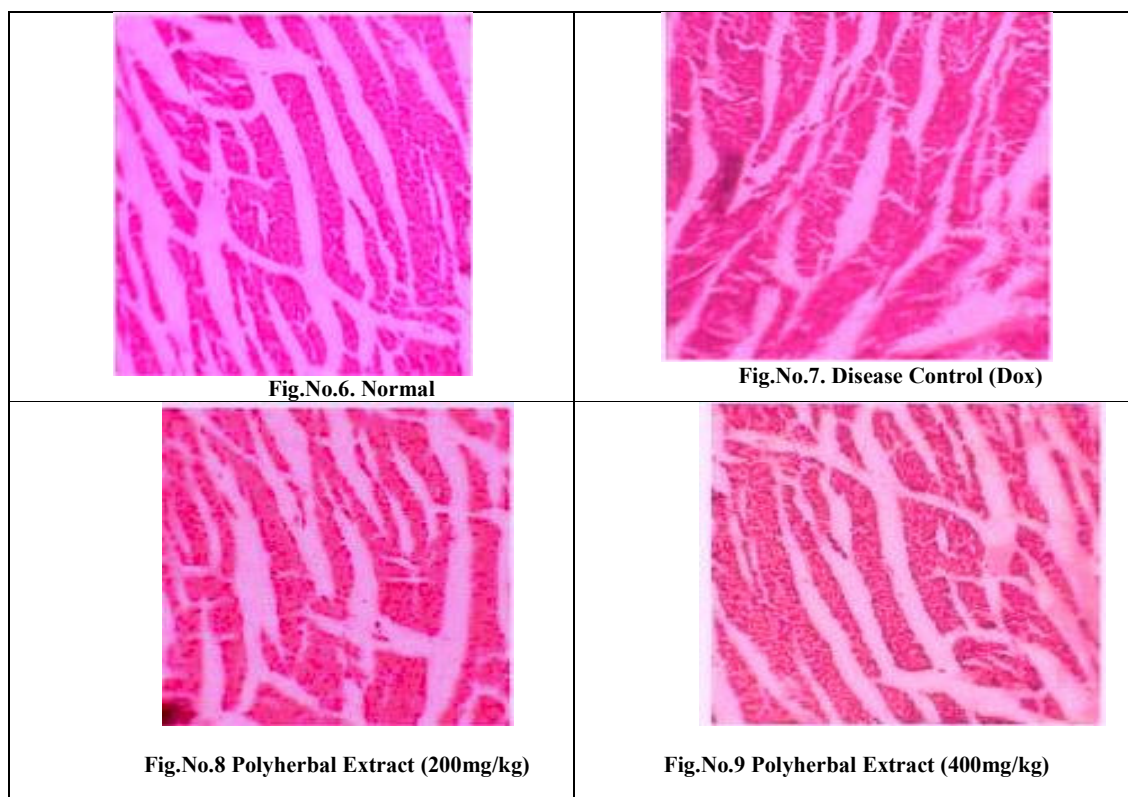 Fig.No.6. Normal
Fig.No.7. Disease Control (Dox)
Fig.No.8 Polyherbal Extract (200mg/kg)
Fig.No.9 Polyherbal Extract (400mg/kg)